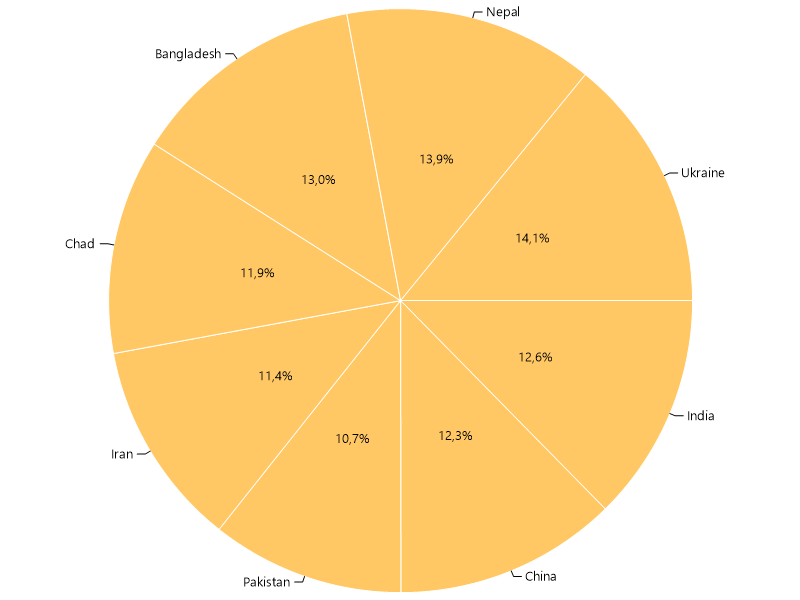 Nepal
Bangladesh
13,9%
Ukraine
13,0%
14,1%
Chad
11,9%
12,6%
11,4%
India
10,7%
12,3%
Iran
Pakistan
China